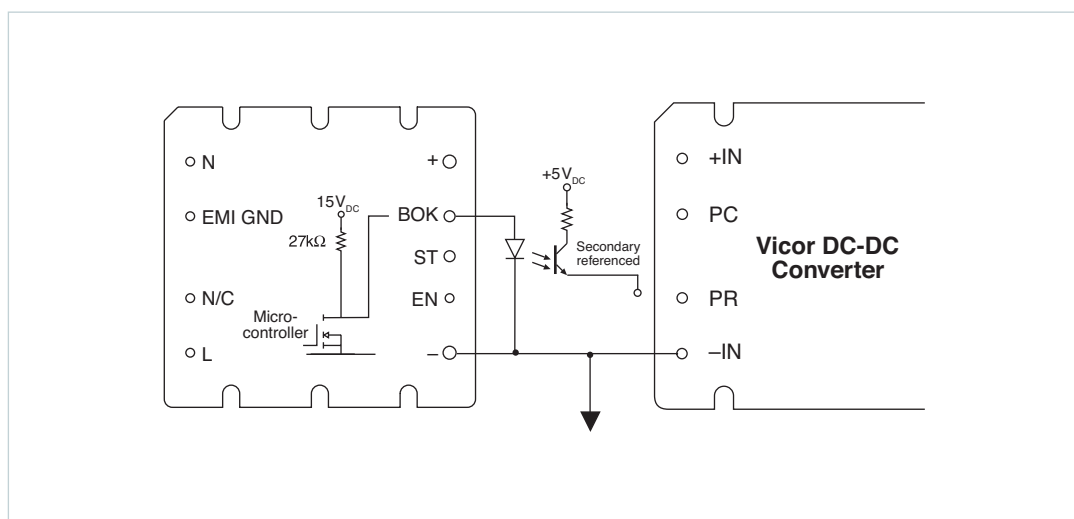 N
EMI GND
N/C
L
15VDC
27kΩ
Micro-
controller
+
BOK
ST
EN
–
+5VDC
Secondary
referenced
+IN
PC
PR
–IN
Vicor DC-DC
Converter